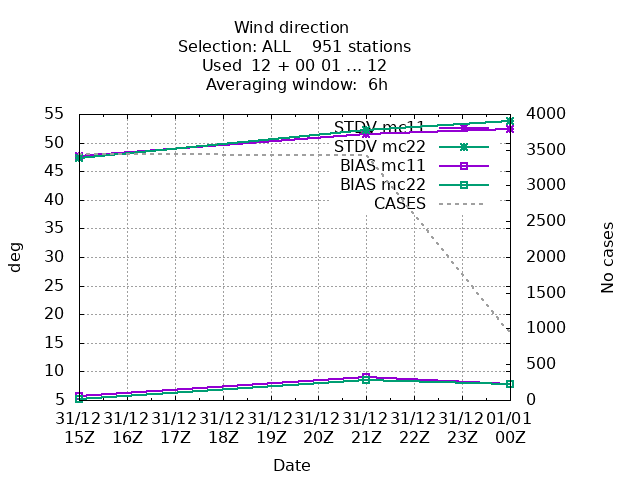 Wind direction
Selection: ALL    951 stations
Used  12 + 00 01 ... 12
Averaging window:  6h
55
50
45
40
35
30
25
20
15
10
5
deg
4000
3500
3000
2500
2000
1500
1000
500
0
No cases
STDV mc11
STDV mc22
BIAS mc11
BIAS mc22
CASES
31/12 31/12 31/12 31/12 31/12 31/12 31/12 31/12 31/12 01/01
15Z 16Z 17Z 18Z 19Z 20Z 21Z 22Z 23Z 00Z
Date